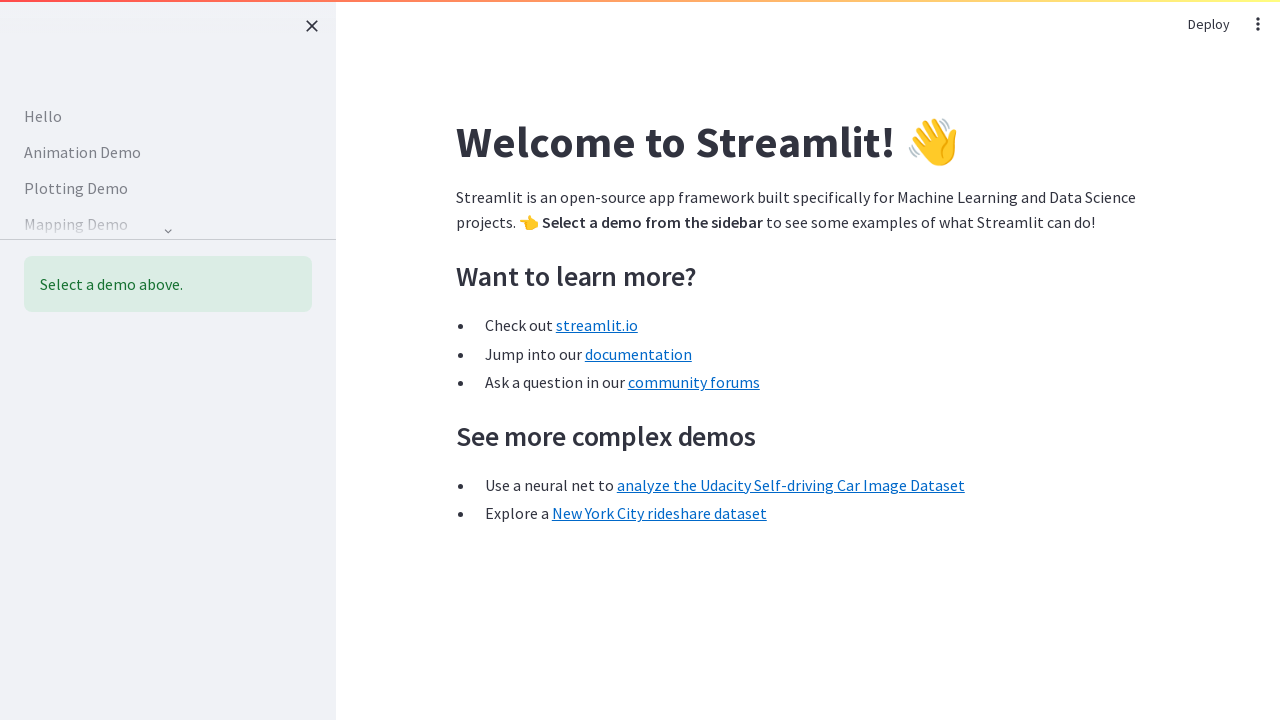 Deploy
Hello
Animation Demo
Plotting Demo
Mapping Demo
Select a demo above.
Welcome to Streamlit! 👋
Streamlit is an open-source app framework built specifically for Machine Learning and Data Science
projects. 👈 Select a demo from the sidebar to see some examples of what Streamlit can do!
Want to learn more?
• Check out streamlit.io
• Jump into our documentation
• Ask a question in our community forums
See more complex demos
• Use a neural net to analyze the Udacity Self-driving Car Image Dataset
• Explore a New York City rideshare dataset